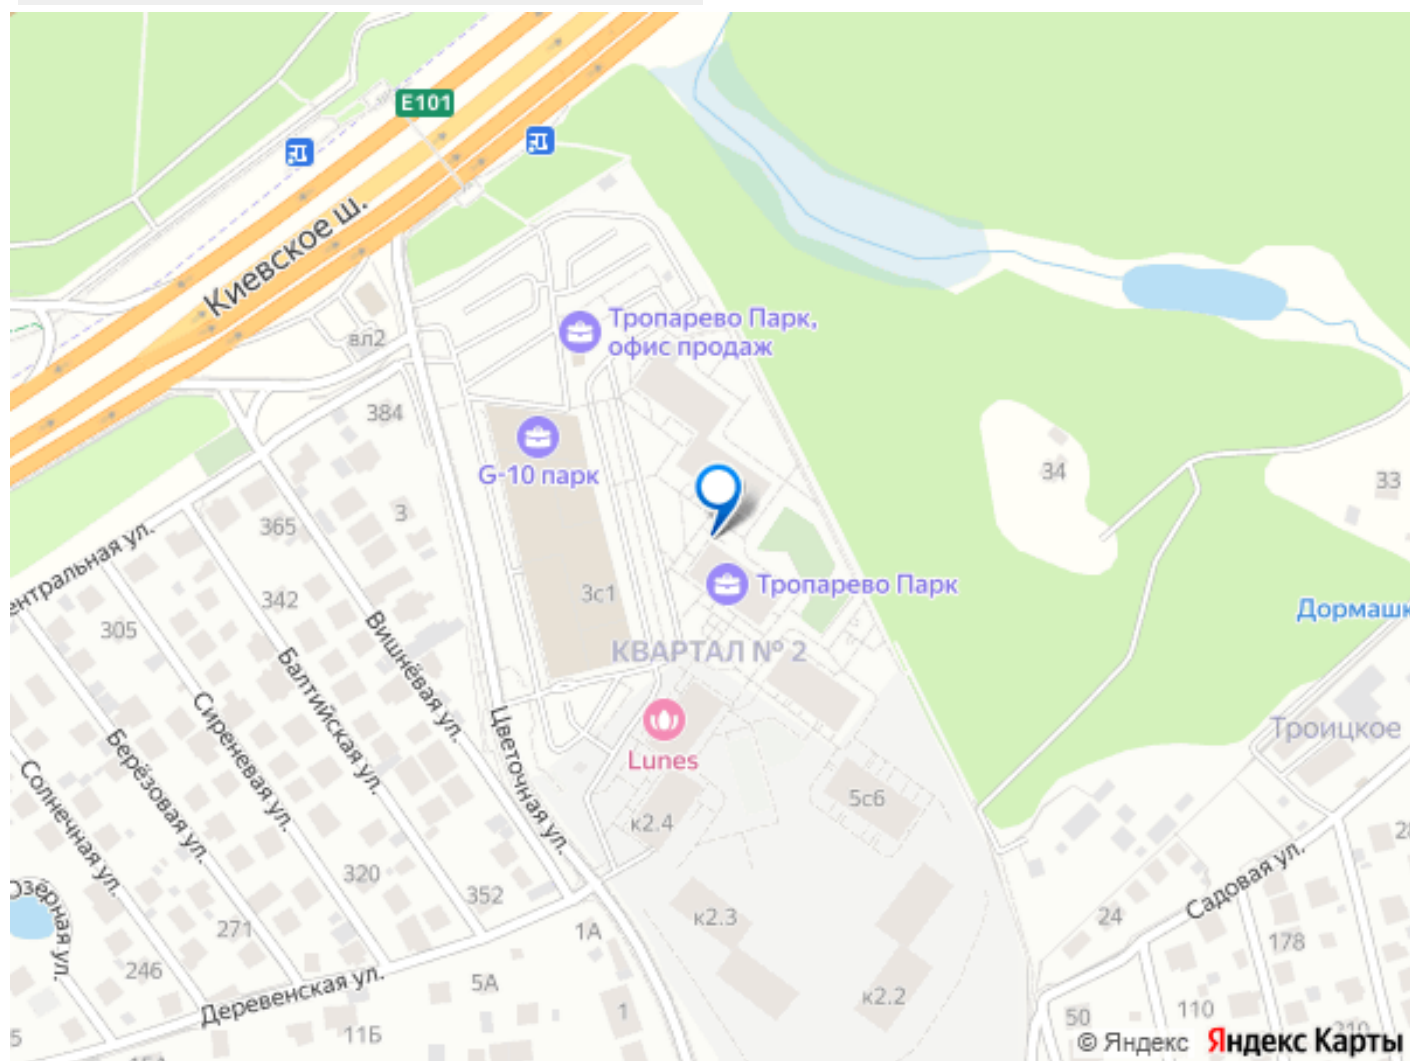 E101
Киевское ш.
вл2
Тропарево Парк,
офис продаж
384
G-10 парк
34
33
3
365
ентральная ул.
3с1
Тропарево Парк
342
305
Дормашк
Вишнёвая ул.
КВАРТАЛ № 2
Балтийская ул.
Сиреневая ул.
Берёзовая ул.
Солнечная ул.
Цветочная ул.
Lunes
Троицкое
5с6
к2.4
320
352
Озёрная ул.
271
246
1А
к2.3
24
Садовая ул.
178
Деревенская ул.
5А
11Б
1
к2.2
50
110
210
© Яндекс Яндекс Карты